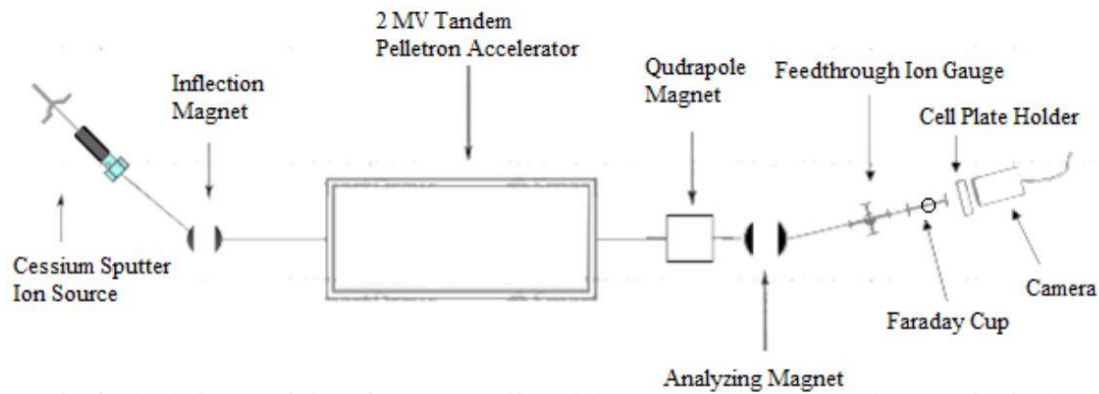 2 MV Tandem
Pelletron Accelerator
Inflection
Magnet
Qudrapole
Magnet
Feedthrough Ion Gauge
Cell Plate Holder
Cessium Sputter
Ion Source
Camera
Faraday Cup
Analyzing Magnet